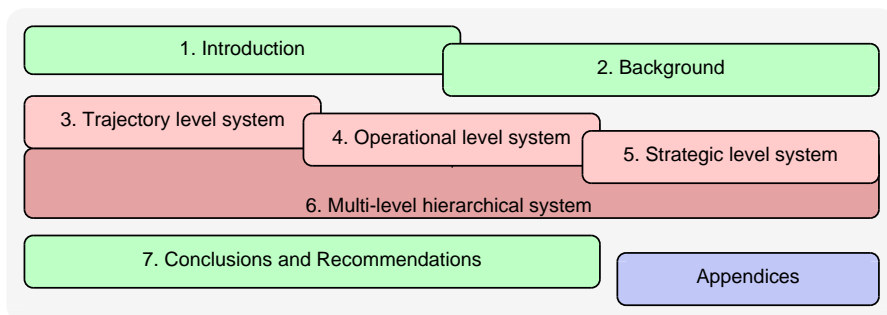 1. Introduction
2. Background
3. Trajectory level system
4. Operational level system
5. Strategic level system
6. Multi-level hierarchical system
7. Conclusions and Recommendations
Appendices